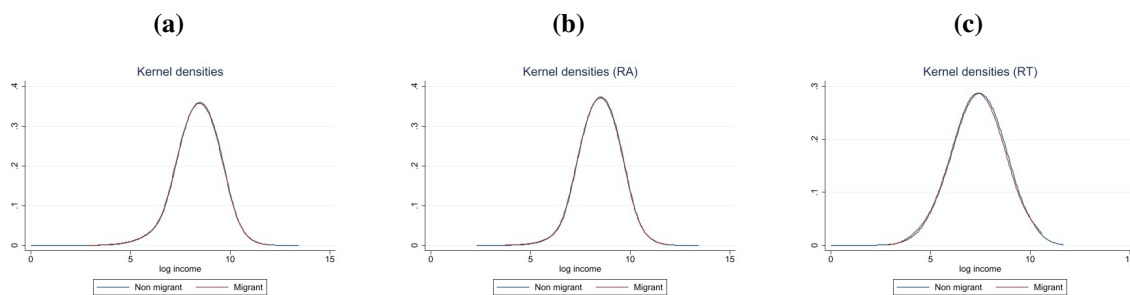 (a)
(b)
(c)
Kernel densities
.4
.3
.2
.1
0
0
5
10
15
log income
Non migrant
Migrant
Kernel densities (RA)
.4
.3
.2
.1
0
0
5
10
15
log income
Non migrant
Migrant
Kernel densities (RT)
.3
.2
.1
0
0
5
10
log income
Non migrant
Migrant